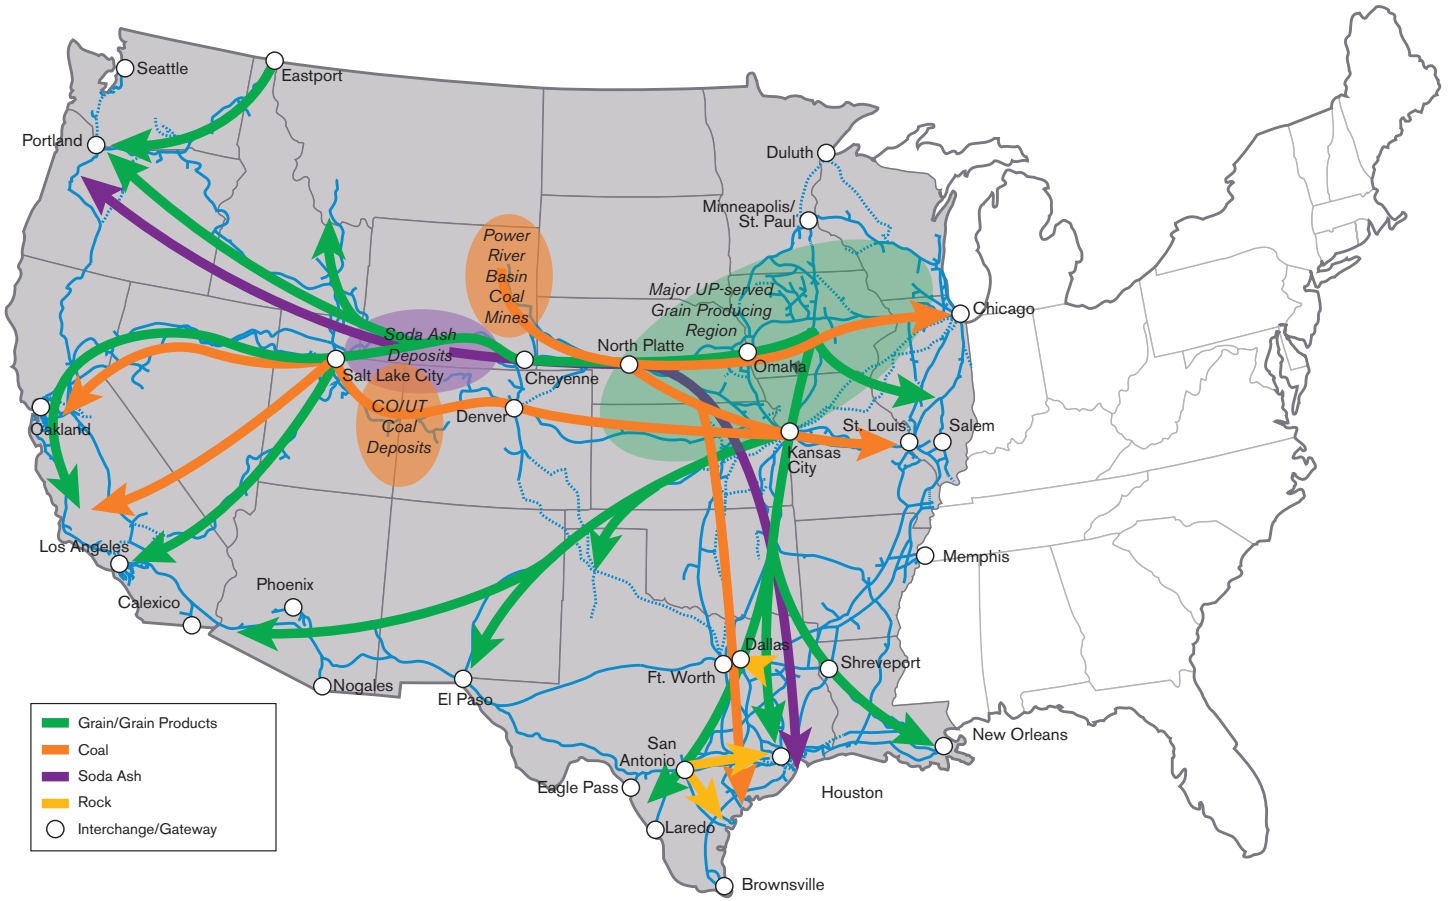 Seattle
Eastport
Portland
Duluth
Minneapolis/
St. Paul
Power
River
Basin
Coal
Mines
Major UP-served
Grain Producing
Region
Chicago
Soda Ash
Deposits
North Platte
Omaha
Salt Lake City
Cheyenne
CO/UT
Coal
Deposits
Denver
Oakland
St. Louis
Salem
Kansas
City
Los Angeles
Memphis
Phoenix
Calexico
Dallas
Shreveport
Ft. Worth
Nogales
El Paso
New Orleans
San
Antonio
Eagle Pass
Houston
Laredo
Brownsville
Grain/Grain Products
Coal
Soda Ash
Rock
Interchange/Gateway